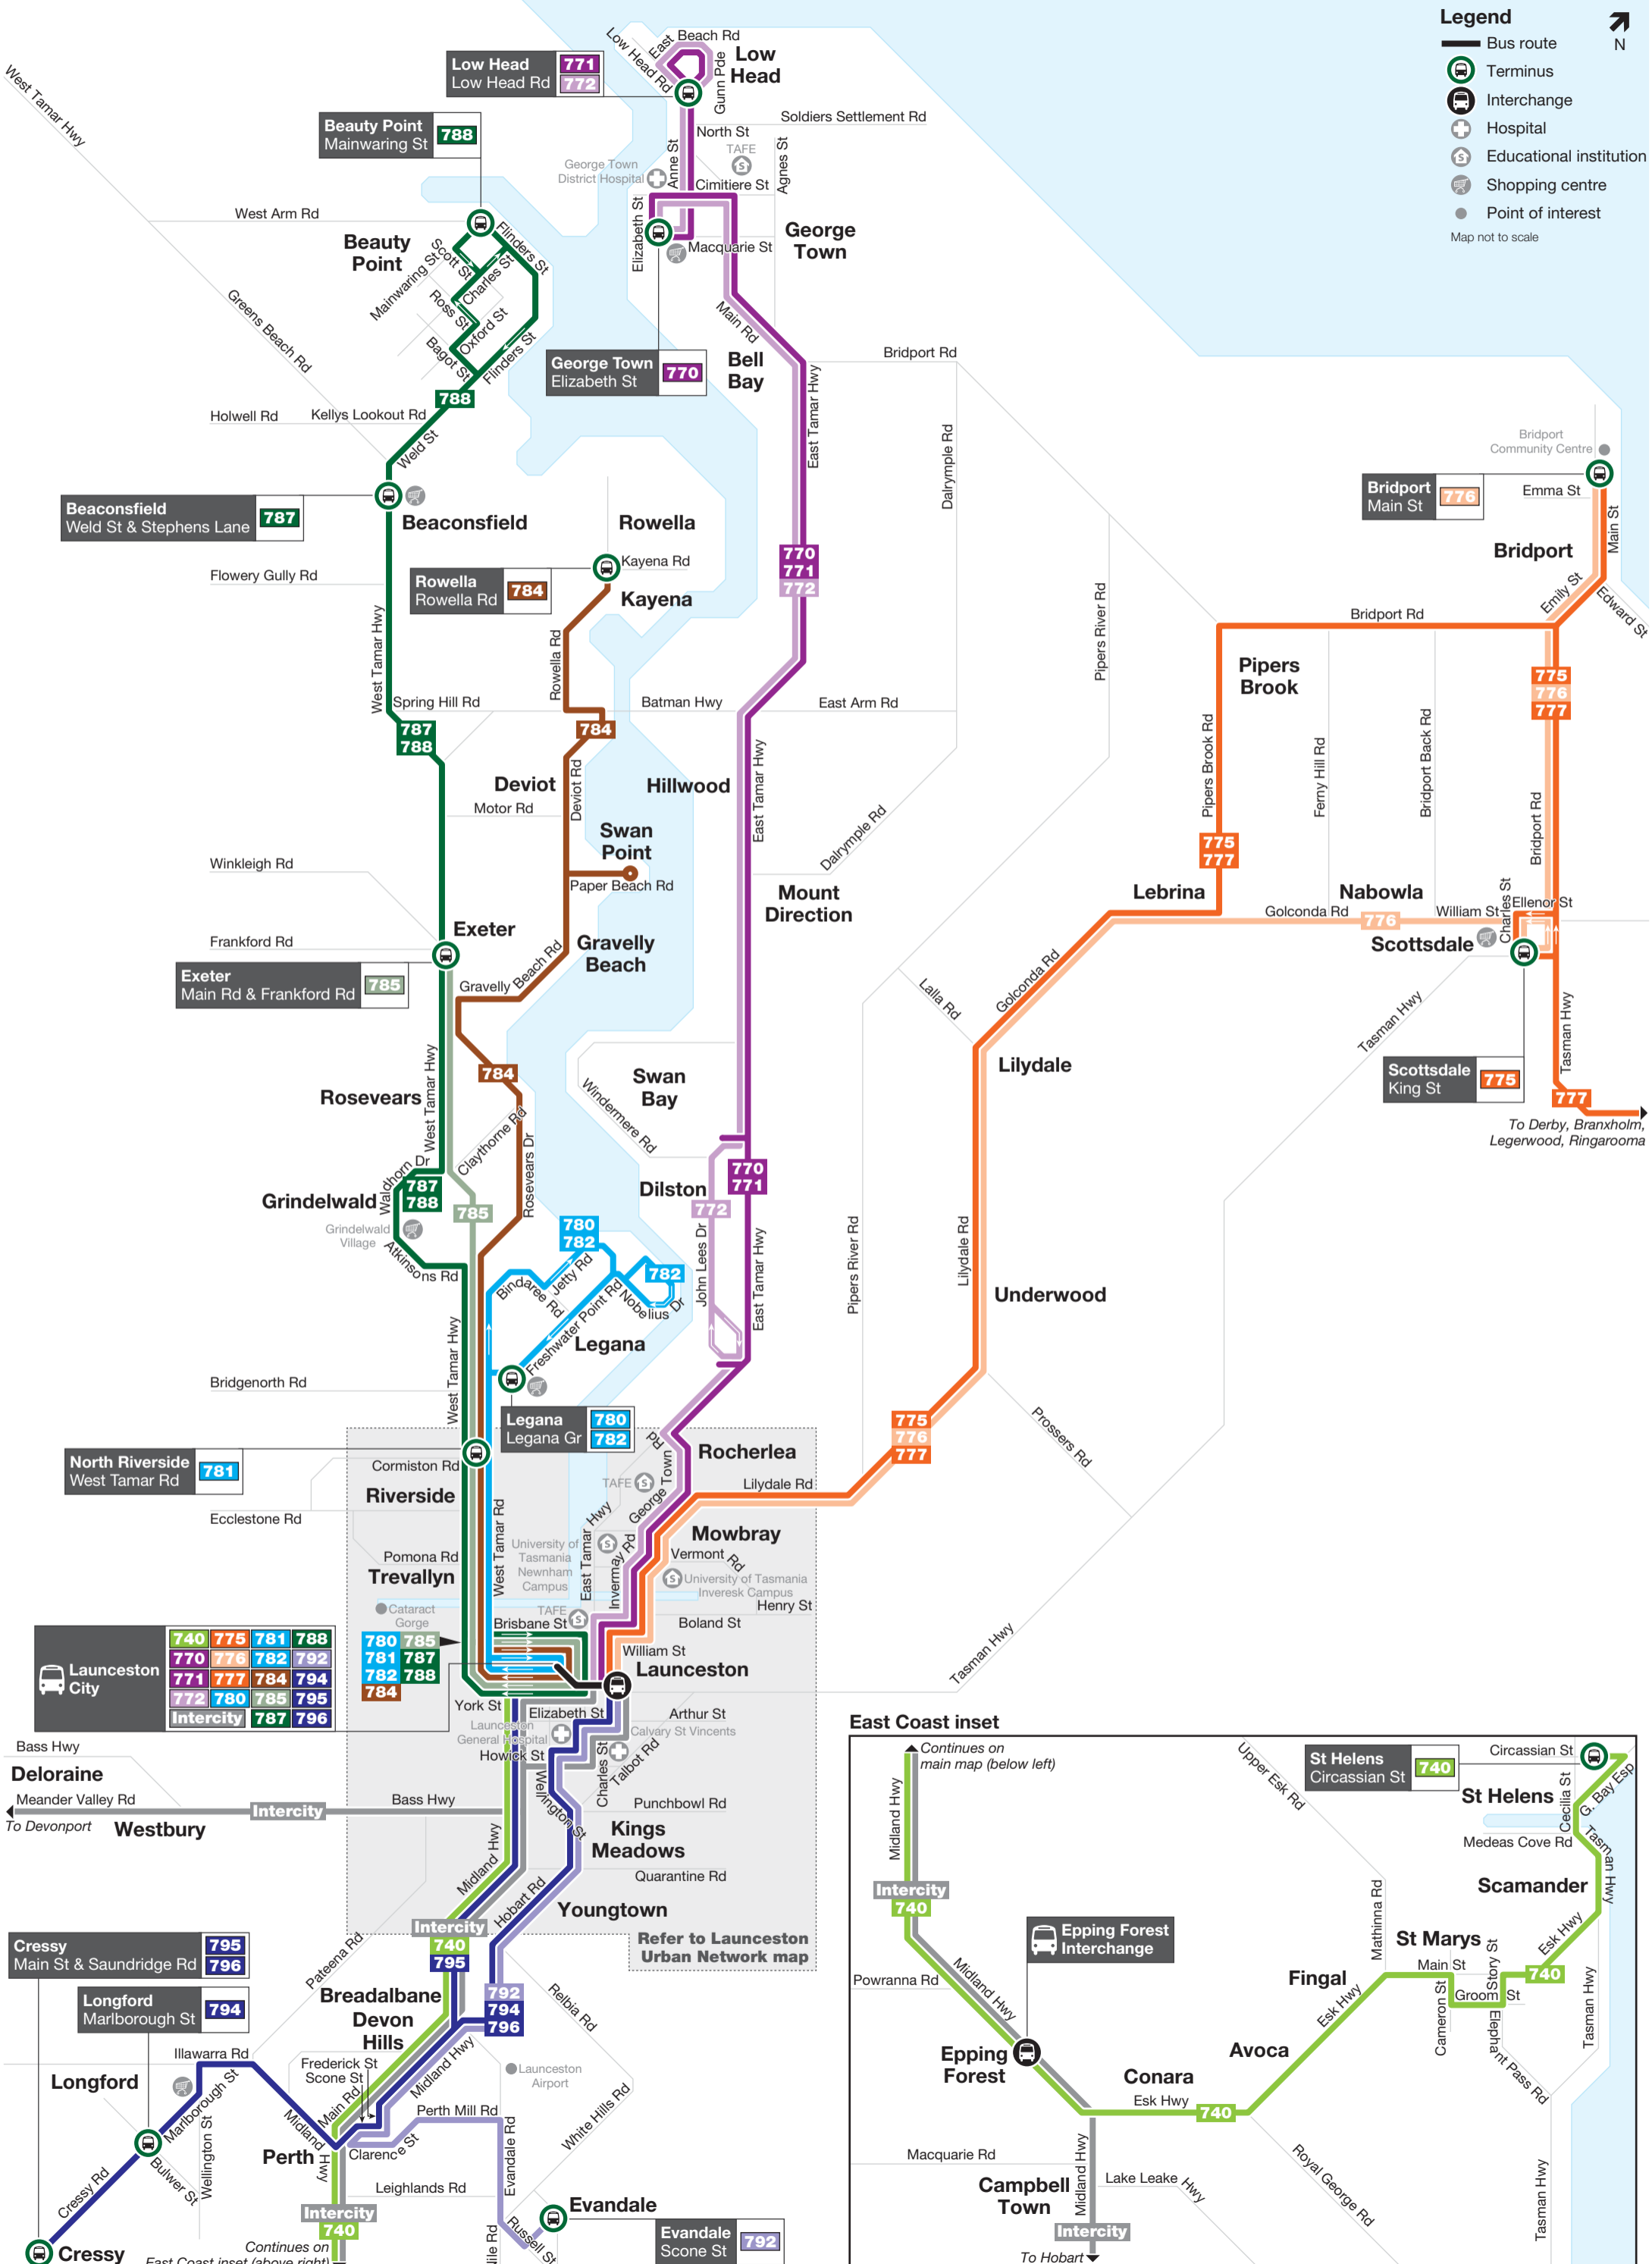 Legend
Bus route
Terminus
Interchange
Hospital
Educational institution
Shopping centre
Point of interest
Map not to scale
N
West Tamar Hwy
Low Head
Low Head Rd
771
772
Low Head Rd
East
Beach Rd
Gunn Pde
Low
Head
Beauty Point
Mainwaring St
788
North St
Soldiers Settlement Rd
TAFE
Anne St
Agnes St
George Town
District Hospital
Cimitiere St
Elizabeth St
Macquarie St
George
Town
West Arm Rd
Beauty
Point
Flinders St
Scott St
Mainwaring St
Charles St
Ross St
Oxford St
Bagot St
Flinders St
Greens Beach Rd
Main Rd
Bell
Bay
George Town
Elizabeth St
770
Bridport Rd
788
Holwell Rd
Kellys Lookout Rd
Weld St
East Tamar Hwy
Dalrymple Rd
Bridport
Community Centre
Bridport
Main St
776
Emma St
Main St
Bridport
Emily St
Edward St
Beaconsfield
Weld St & Stephens Lane
787
Beaconsfield
Rowella
Kayena Rd
Rowella
Rowella Rd
784
Kayena
Flowery Gully Rd
770
771
772
West Tamar Hwy
Rowella Rd
Pipers River Rd
Bridport Rd
Pipers
Brook
775
776
777
Spring Hill Rd
Batman Hwy
East Arm Rd
787
788
784
Pipers Brook Rd
Ferny Hill Rd
Bridport Back Rd
Deviot
Deviot Rd
Hillwood
East Tamar Hwy
Motor Rd
Swan
Point
Paper Beach Rd
Dalrymple Rd
775
777
Bridport Rd
Winkleigh Rd
Mount
Direction
Lebrina
Nabowla
Golconda Rd
776
William St
Charles St
Ellenor St
Scottsdale
Exeter
Frankford Rd
Gravelly
Beach
Exeter
Main Rd & Frankford Rd
785
Gravelly
Beach Rd
Lalla Rd
Golconda Rd
Tasman Hwy
Tasman Hwy
West Tamar Hwy
784
Rosevears
Swan
Bay
Lilydale
Scottsdale
King St
775
777
To Derby, Branxholm,
Legerwood, Ringarooma
Windermere Rd
Claythorne Rd
Rosevears Dr
Waldhorn Dr
787
788
Grindelwald
Grindelwald
Village
785
Dilston
770
771
772
Atkinsons Rd
780
782
782
Bindaree Rd
Jetty Rd
Nobelius Dr
Freshwater Point Rd
Legana
John Lees Dr
East Tamar Hwy
Pipers River Rd
Lilydale Rd
Underwood
West Tamar Hwy
Bridgenorth Rd
Legana
Legana Gr
780
782
775
776
777
Prossers Rd
North Riverside
West Tamar Rd
781
Cormiston Rd
Riverside
Ecclestone Rd
Rocherlea
TAFE
George Town
Rd
Lilydale Rd
West Tamar Rd
East Tamar Hwy
Invermay Rd
Mowbray
Vermont Rd
University of
Tasmania
Newnham
Campus
University of Tasmania
Inveresk Campus
Pomona Rd
Trevallyn
Cataract
Gorge
TAFE
Brisbane St
Henry St
Boland St
William St
Launceston
Launceston
City
740 775 781 788
770 776 782 792
771 777 784 794
772 780 785 795
Intercity 787 796
780 785
781 787
782 788
784
York St
Elizabeth St
Arthur St
Launceston
General Hospital
Calvary St Vincents
Howick St
Charles St
Talbot Rd
Tasman Hwy
Bass Hwy
Deloraine
Meander Valley Rd
To Devonport
Westbury
Intercity
Bass Hwy
Wellington St
Punchbowl Rd
Kings
Meadows
Quarantine Rd
Midland Hwy
Hobart Rd
Youngtown
Refer to Launceston
Urban Network map
Intercity
740
795
Cressy
Main St & Saundridge Rd
795
796
Longford
Marlborough St
794
Pateena Rd
Breadalbane
Devon
Hills
792
794
796
Relbia Rd
Illawarra Rd
Longford
Frederick St
Scone St
Main Rd
Midland Hwy
Launceston
Airport
Marlborough St
Wellington St
Bulwer St
Midland
Hwy
Perth
Clarence St
Perth Mill Rd
White Hills Rd
Evandale Rd
Leighlands Rd
Cressy Rd
Cressy
Intercity
740
Continues on
East Coast inset (above right)
Russell St
Evandale
Evandale
Scone St
792
East Coast inset
Continues on
main map (below left)
Midland Hwy
Intercity
740
Upper Esk Rd
St Helens
Circassian St
740
Circassian St
St Helens
Cecilia St
G. Bay Esp
Medeas Cove Rd
Tasman Hwy
Scamander
Epping Forest
Interchange
Powranna Rd
Midland Hwy
Mathinna Rd
St Marys
Main St
Story St
Esk Hwy
740
Fingal
Groom St
Cameron St
Elephant Pass Rd
Tasman Hwy
Esk Hwy
Epping
Forest
Conara
Avoca
Esk Hwy
740
Macquarie Rd
Midland Hwy
Campbell
Town
Lake Leake Hwy
Royal George Rd
Tasman Hwy
Intercity
To Hobart